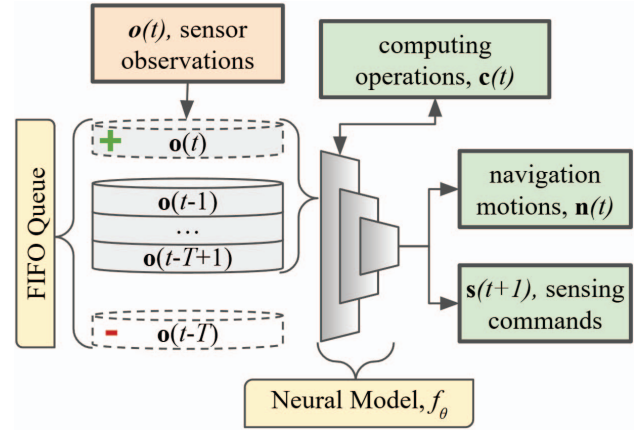 o(t), sensor
observations
computing
operations, c(t)
FIFO Queue
+
o(t)
o(t-1)
...
o(t-T+1)
-
o(t-T)
navigation
motions, n(t)
s(t+1), sensing
commands
Neural Model, fθ